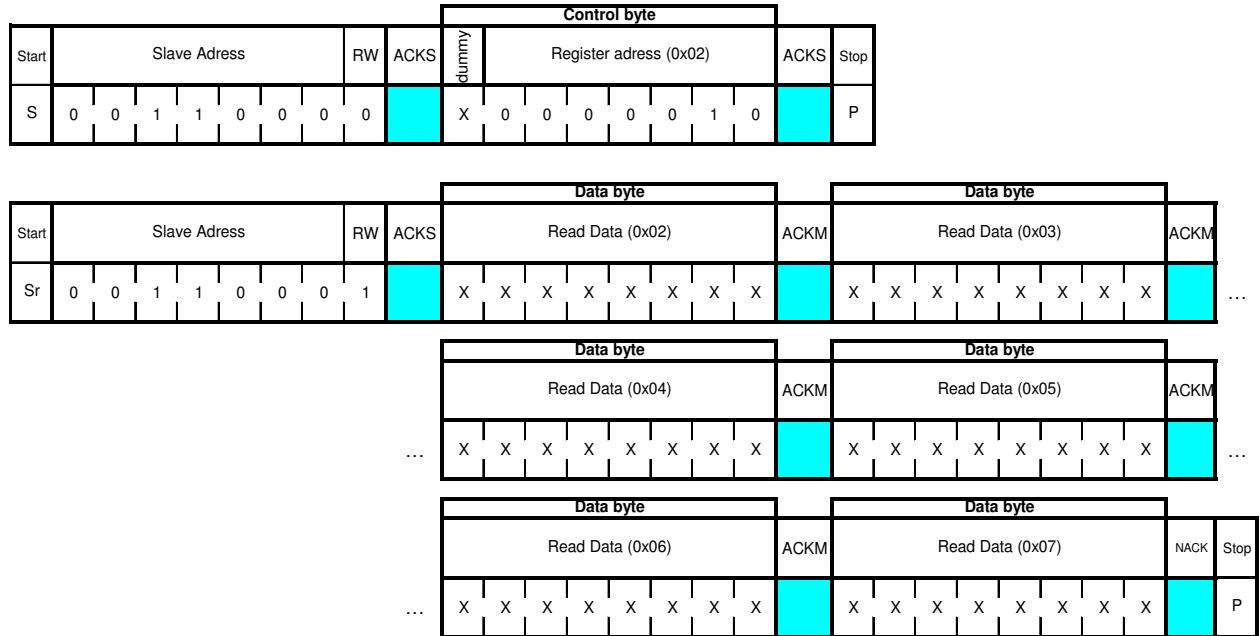 Control byte
Start Slave Adress RW ACKS dummy Register adress (0x02) ACKS Stop
S 0 0 1 1 0 0 0 0 X 0 0 0 0 0 1 0 P
Data byte Data byte
Start Slave Adress RW ACKS Read Data (0x02) ACKM Read Data (0x03) ACKM
Sr 0 0 1 1 0 0 0 1 X X X X X X X X X X X X X X X X ...
Data byte Data byte
Read Data (0x04) ACKM Read Data (0x05) ACKM
... X X X X X X X X X X X X X X X X ...
Data byte Data byte
Read Data (0x06) ACKM Read Data (0x07) NACK Stop
... X X X X X X X X X X X X X X X X P